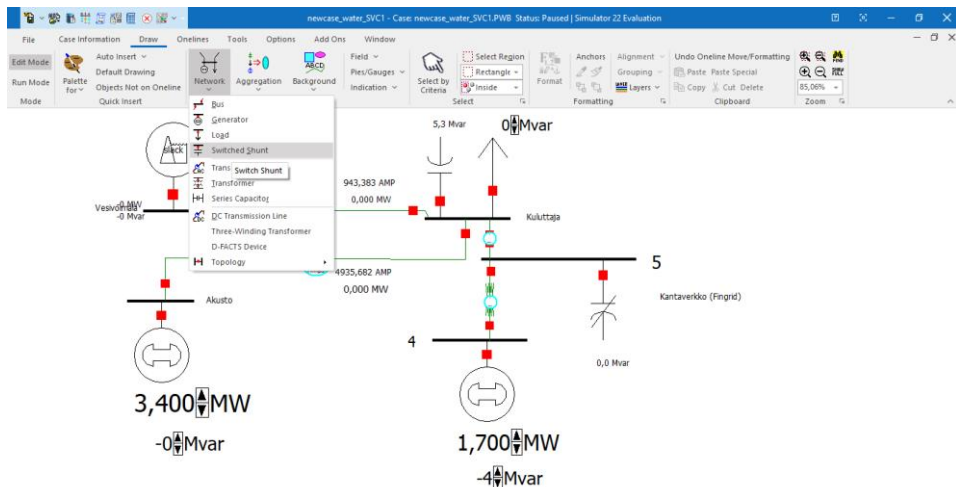 newcase_water_SVC1 - Case: newcase_water_SVC1.PWB Status: Paused | Simulator 22 Evaluation
File Case Information Draw Onelines Tools Options Add Ons Window
Edit Mode
Run Mode
Mode
Palette for
Auto Insert
Default Drawing
Objects Not on Oneline
Quick Insert
Network
Aggregation
ABCD
Background
Field
Pies/Gauges
Indication
Select by Criteria
Select Region
Rectangle
Inside
Select
Format
Anchors
Alignment
Grouping
Layers
Formatting
Undo Oneline Move/Formatting
Paste Paste Special
Copy Cut Delete
Clipboard
85,06%
Zoom
Bus
Generator
Load
Switched Shunt
Trans
Switch Shunt
Transformer
Series Capacitor
DC Transmission Line
Three-Winding Transformer
D-FACTS Device
Topology
slack
-0 MW
-0 Mvar
943,383 AMP
0,000 MW
5,3 Mvar
0 Mvar
Kuluttaja
4935,682 AMP
0,000 MW
Akusto
5
Kantaverkko (Fingrid)
4
0,0 Mvar
3,400 MW
-0 Mvar
1,700 MW
-4 Mvar